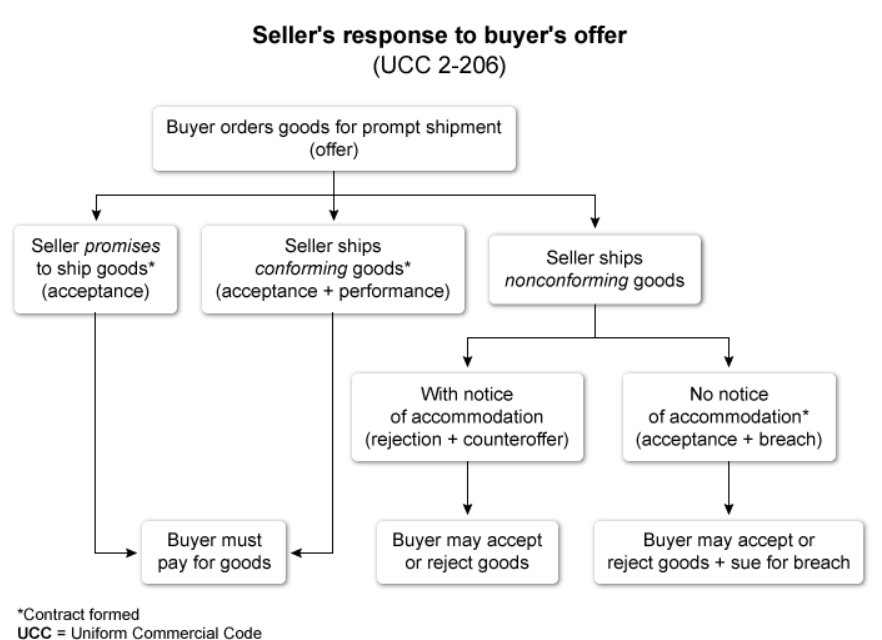 Seller's response to buyer's offer
(UCC 2-206)
Buyer orders goods for prompt shipment
(offer)
Seller promises
to ship goods*
(acceptance)
Seller ships
conforming goods*
(acceptance + performance)
Seller ships
nonconforming goods
With notice
of accommodation
(rejection + counteroffer)
No notice
of accommodation*
(acceptance + breach)
Buyer must
pay for goods
Buyer may accept
or reject goods
Buyer may accept or
reject goods + sue for breach
*Contract formed
UCC = Uniform Commercial Code